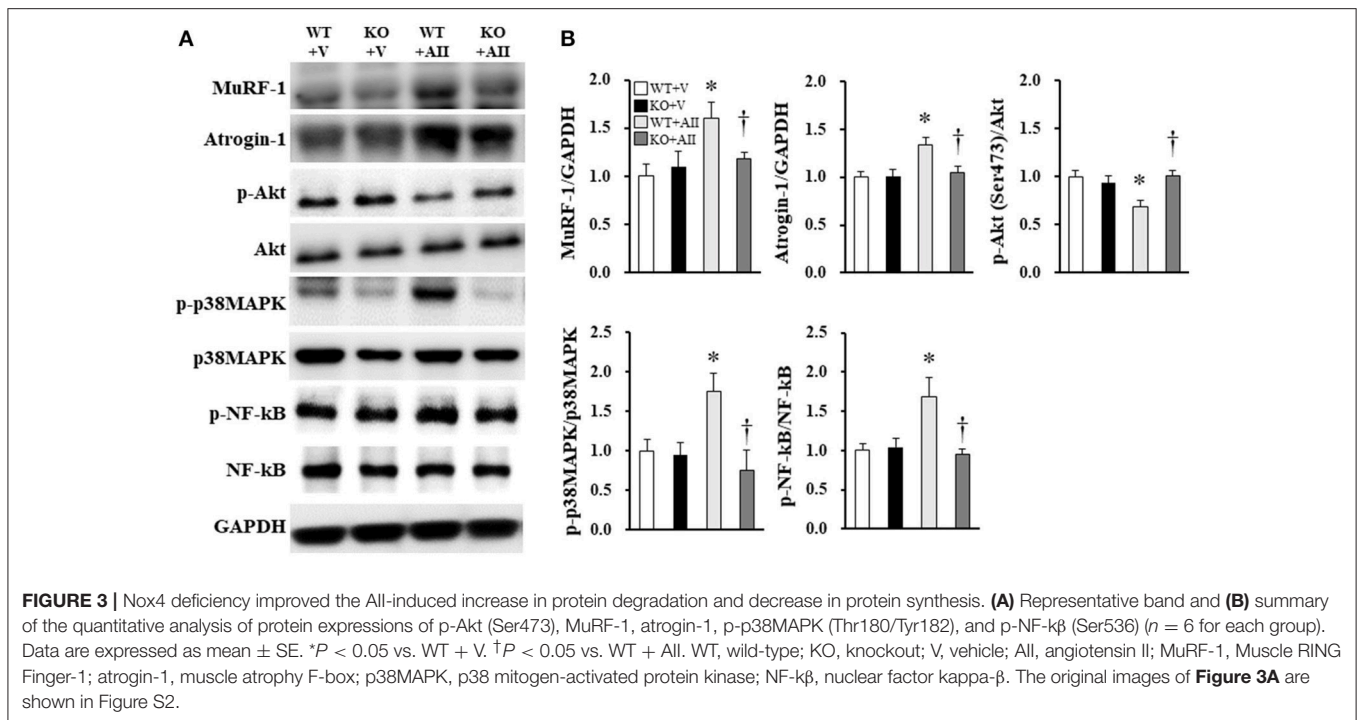 A
WT KO WT KO
+V +V +AII +AII
MuRF-1
Atrogin-1
p-Akt
Akt
p-p38MAPK
p38MAPK
p-NF-kB
NF-kB
GAPDH
B
MuRF-1/GAPDH
2.0
1.5
1.0
0.5
0.0
WT+V
KO+V
WT+AII
KO+AII
*
†
Atrogin-1/GAPDH
2.0
1.5
1.0
0.5
0.0
*
†
p-Akt (Ser473)/Akt
2.0
1.5
1.0
0.5
0.0
*
†
p-p38MAPK/p38MAPK
2.5
2.0
1.5
1.0
0.5
0.0
*
†
p-NF-kB/NF-kB
2.5
2.0
1.5
1.0
0.5
0.0
*
†
FIGURE 3 | Nox4 deficiency improved the AII-induced increase in protein degradation and decrease in protein synthesis. (A) Representative band and (B) summary
of the quantitative analysis of protein expressions of p-Akt (Ser473), MuRF-1, atrogin-1, p-p38MAPK (Thr180/Tyr182), and p-NF-kβ (Ser536) (n = 6 for each group).
Data are expressed as mean ± SE. *P < 0.05 vs. WT + V. †P < 0.05 vs. WT + AII. WT, wild-type; KO, knockout; V, vehicle; AII, angiotensin II; MuRF-1, Muscle RING
Finger-1; atrogin-1, muscle atrophy F-box; p38MAPK, p38 mitogen-activated protein kinase; NF-kβ, nuclear factor kappa-β. The original images of Figure 3A are
shown in Figure S2.